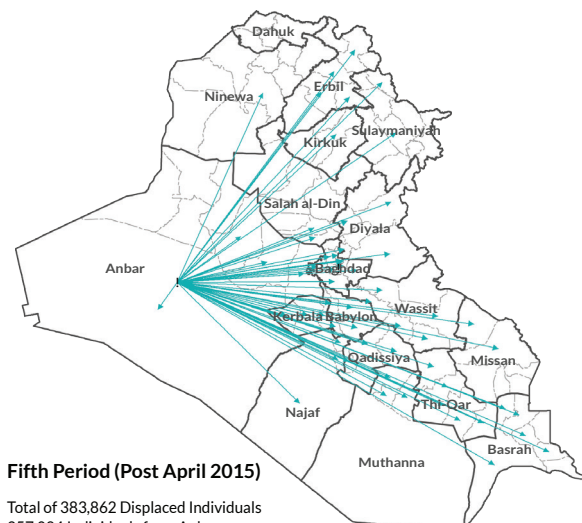 Dahuk
Ninewa
Erbil
Sulaymaniyah
Kirkuk
Salah al-Din
Diyala
Anbar
Baghdad
Wassit
Kerbala
Babylon
Qadissiya
Missan
Najaf
Thi-Qar
Basrah
Muthanna
Fifth Period (Post April 2015)
Total of 383,862 Displaced Individuals